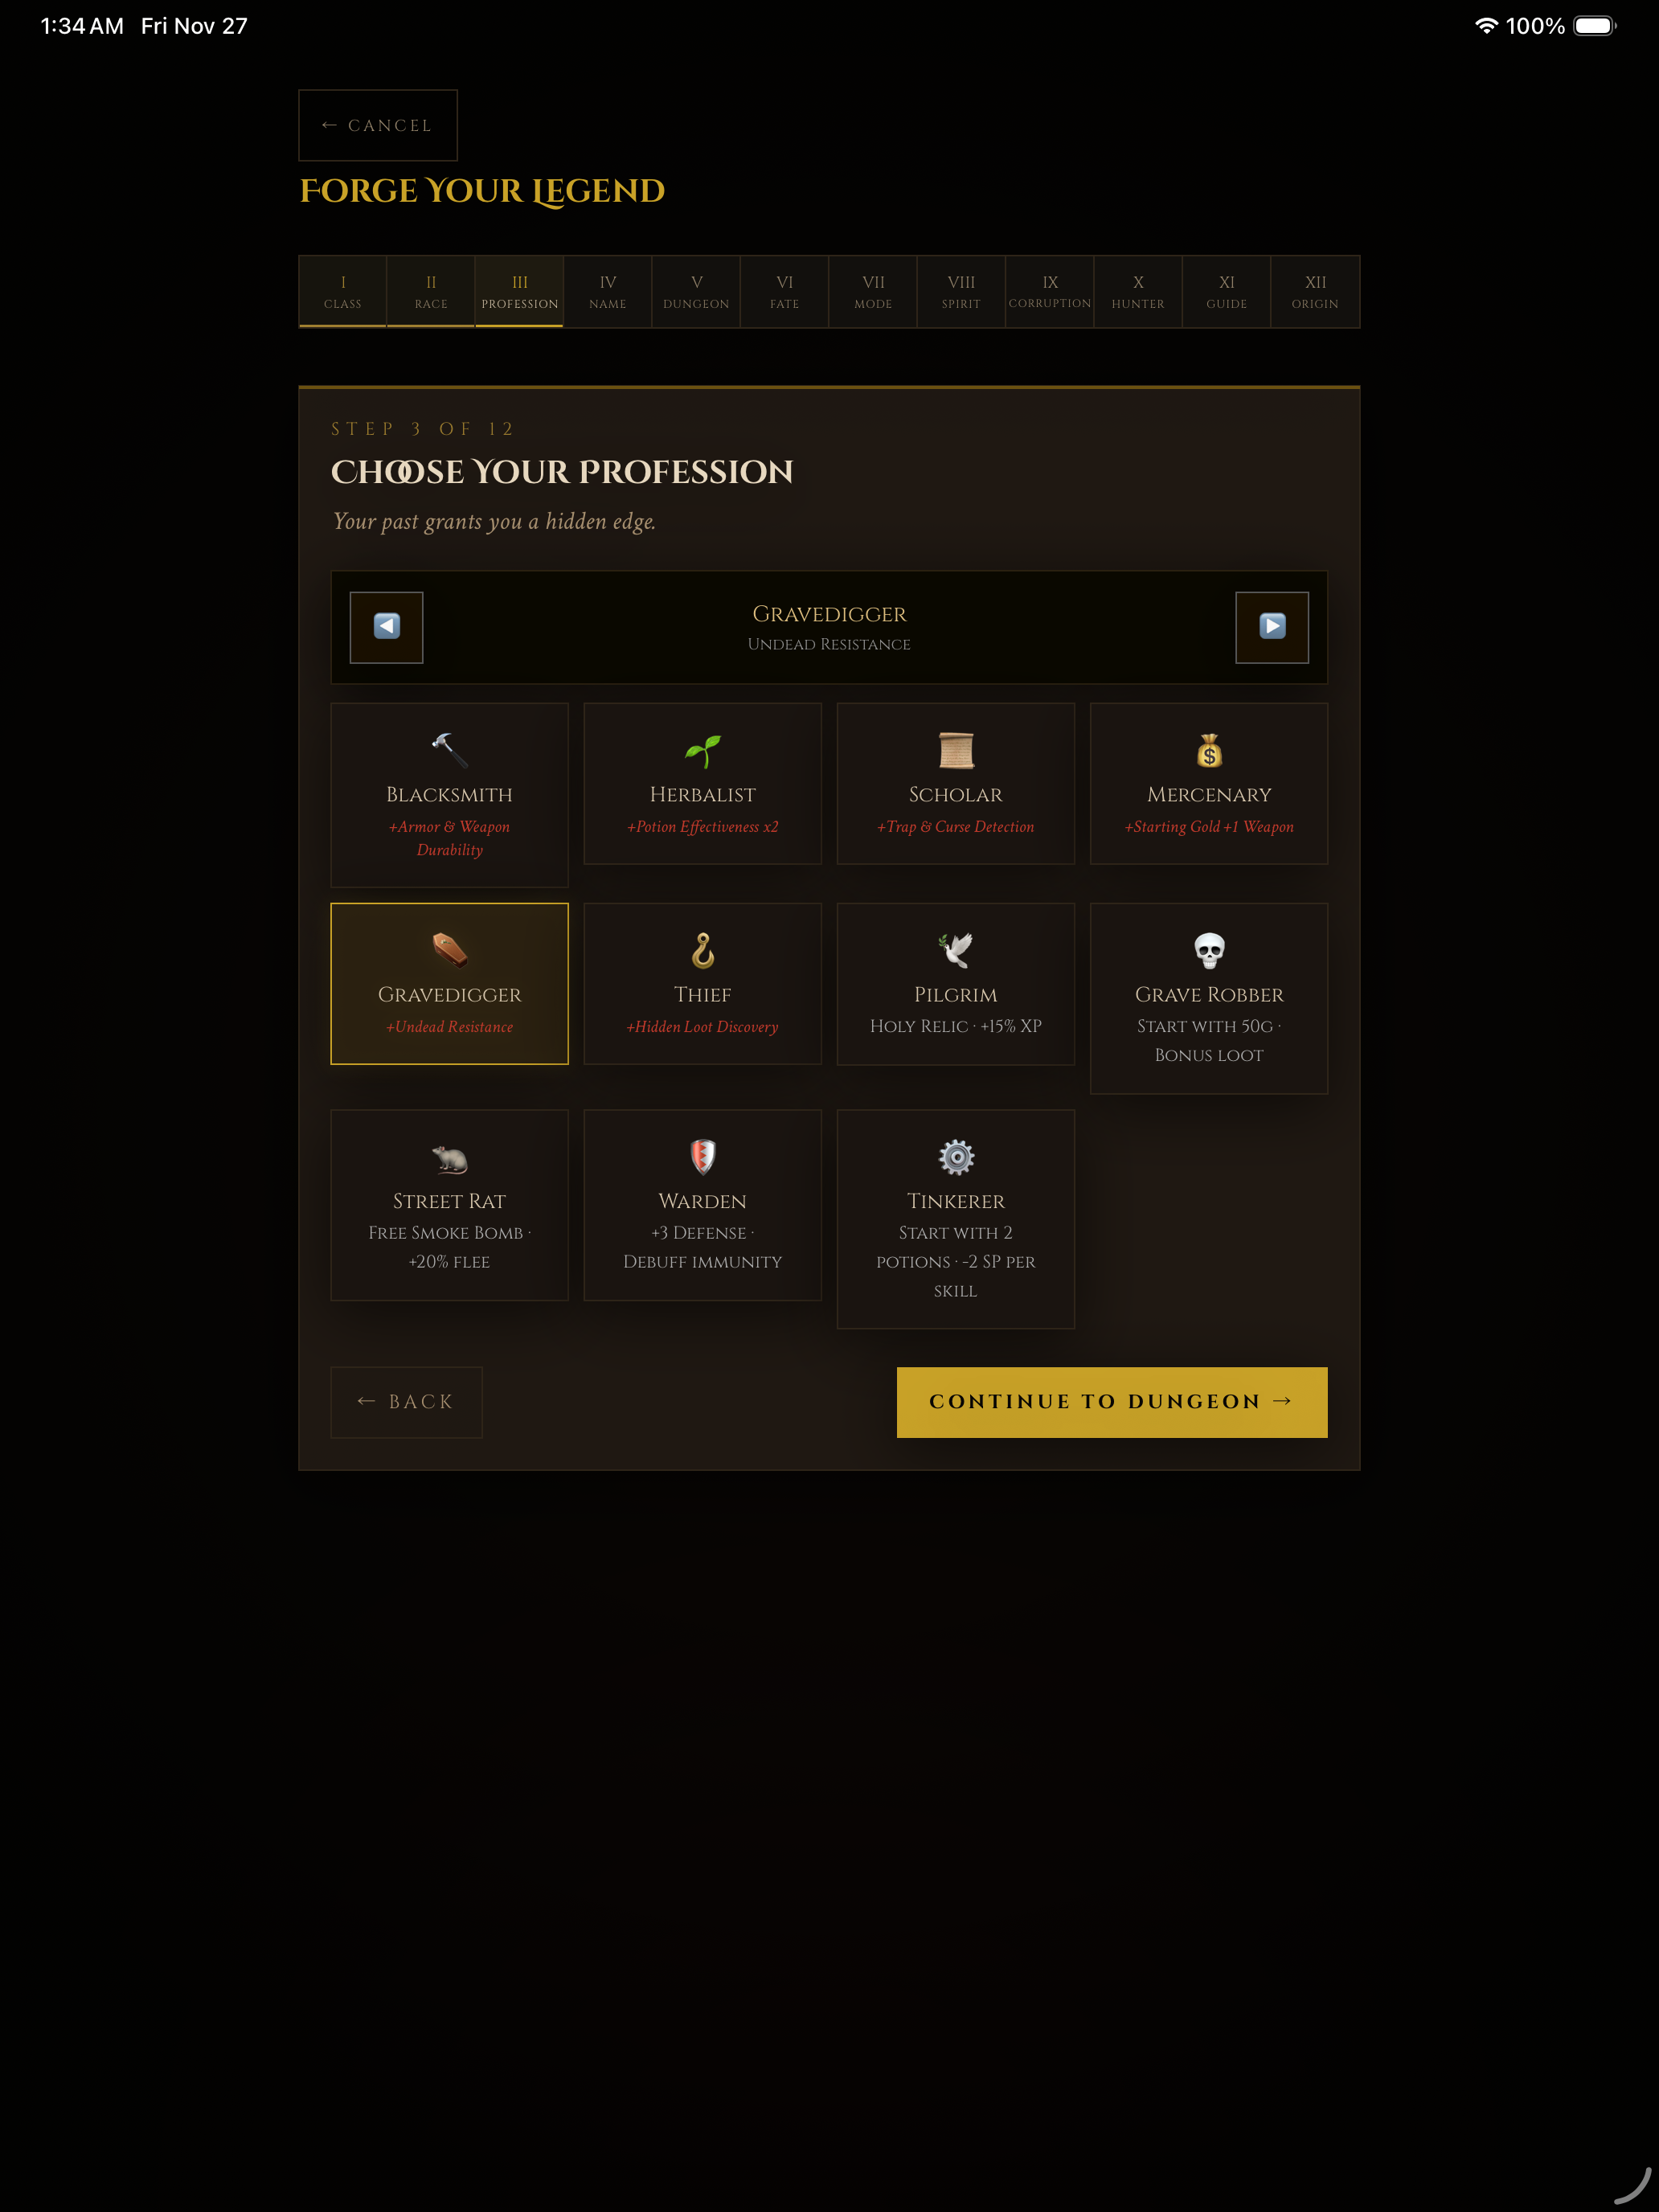 1:34 AM Fri Nov 27
100%
← CANCEL
FORGE YOUR LEGEND
I
CLASS
II
RACE
III
PROFESSION
IV
NAME
V
DUNGEON
VI
FATE
VII
MODE
VIII
SPIRIT
IX
CORRUPTION
X
HUNTER
XI
GUIDE
XII
ORIGIN
STEP 3 OF 12
CHOOSE YOUR PROFESSION
Your past grants you a hidden edge.
GRAVEDIGGER
UNDEAD RESISTANCE
BLACKSMITH
+Armor & Weapon
Durability
HERBALIST
+Potion Effectiveness x2
SCHOLAR
+Trap & Curse Detection
MERCENARY
+Starting Gold +1 Weapon
GRAVEDIGGER
+Undead Resistance
THIEF
+Hidden Loot Discovery
PILGRIM
HOLY RELIC · +15% XP
GRAVE ROBBER
START WITH 50G ·
BONUS LOOT
STREET RAT
FREE SMOKE BOMB ·
+20% FLEE
WARDEN
+3 DEFENSE ·
DEBUFF IMMUNITY
TINKERER
START WITH 2
POTIONS · -2 SP PER
SKILL
← BACK
CONTINUE TO DUNGEON →